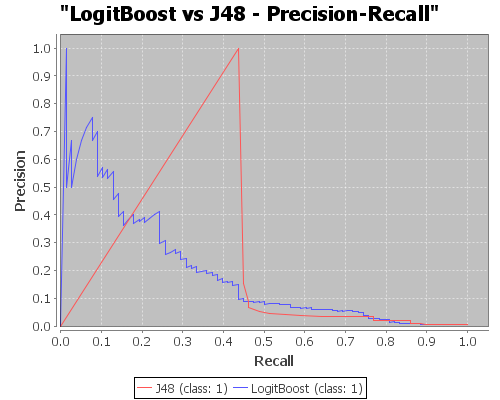 "LogitBoost vs J48 - Precision-Recall"
Precision
1.0
0.9
0.8
0.7
0.6
0.5
0.4
0.3
0.2
0.1
0.0
0.0 0.1 0.2 0.3 0.4 0.5 0.6 0.7 0.8 0.9 1.0
Recall
J48 (class: 1) LogitBoost (class: 1)